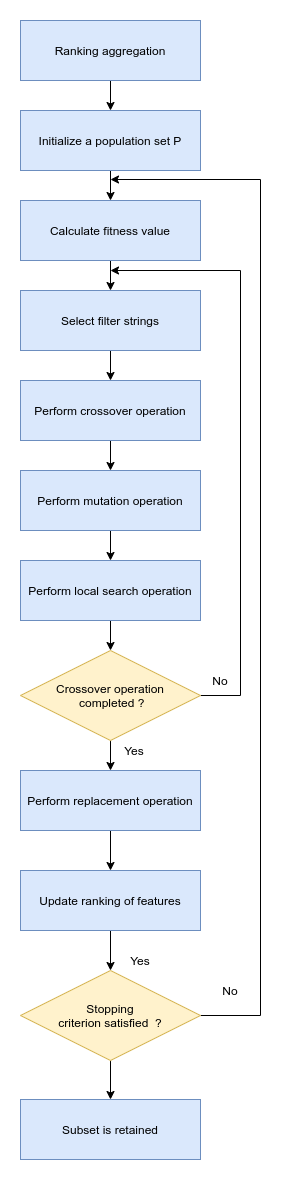 Ranking aggregation
Initialize a population set P
Calculate fitness value
Select filter strings
Perform crossover operation
Perform mutation operation
Perform local search operation
Crossover operation
completed ?
No
Yes
Perform replacement operation
Update ranking of features
Yes
No
Stopping
criterion satisfied ?
Subset is retained